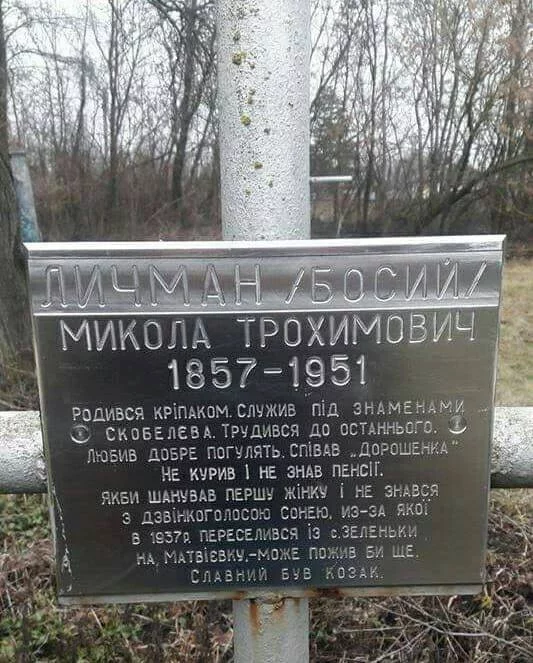 ЛИЧМАН /БОСИЙ/
МИКОЛА ТРОХИМОВИЧ
1857-1951
РОДИВСЯ КРІПАКОМ. СЛУЖИВ ПІД ЗНАМЕНАМИ
СКОБЕЛЄВА. ТРУДИВСЯ ДО ОСТАННЬОГО.
ЛЮБИВ ДОБРЕ ПОГУЛЯТЬ. СПІВАВ „ДОРОШЕНКА"
НЕ КУРИВ І НЕ ЗНАВ ПЕНСІЇ.
ЯКБИ ШАНУВАВ ПЕРШУ ЖІНКУ І НЕ ЗНАВСЯ
З ДЗВІНКОГОЛОСОЮ СОНЕЮ, ИЗ-ЗА ЯКОЇ
В 1937р. ПЕРЕСЕЛИВСЯ ІЗ с.ЗЕЛЕНЬКИ
НА МАТВІЄВКУ,-МОЖЕ ПОЖИВ БИ ЩЕ.
СЛАВНИЙ БУВ КОЗАК.